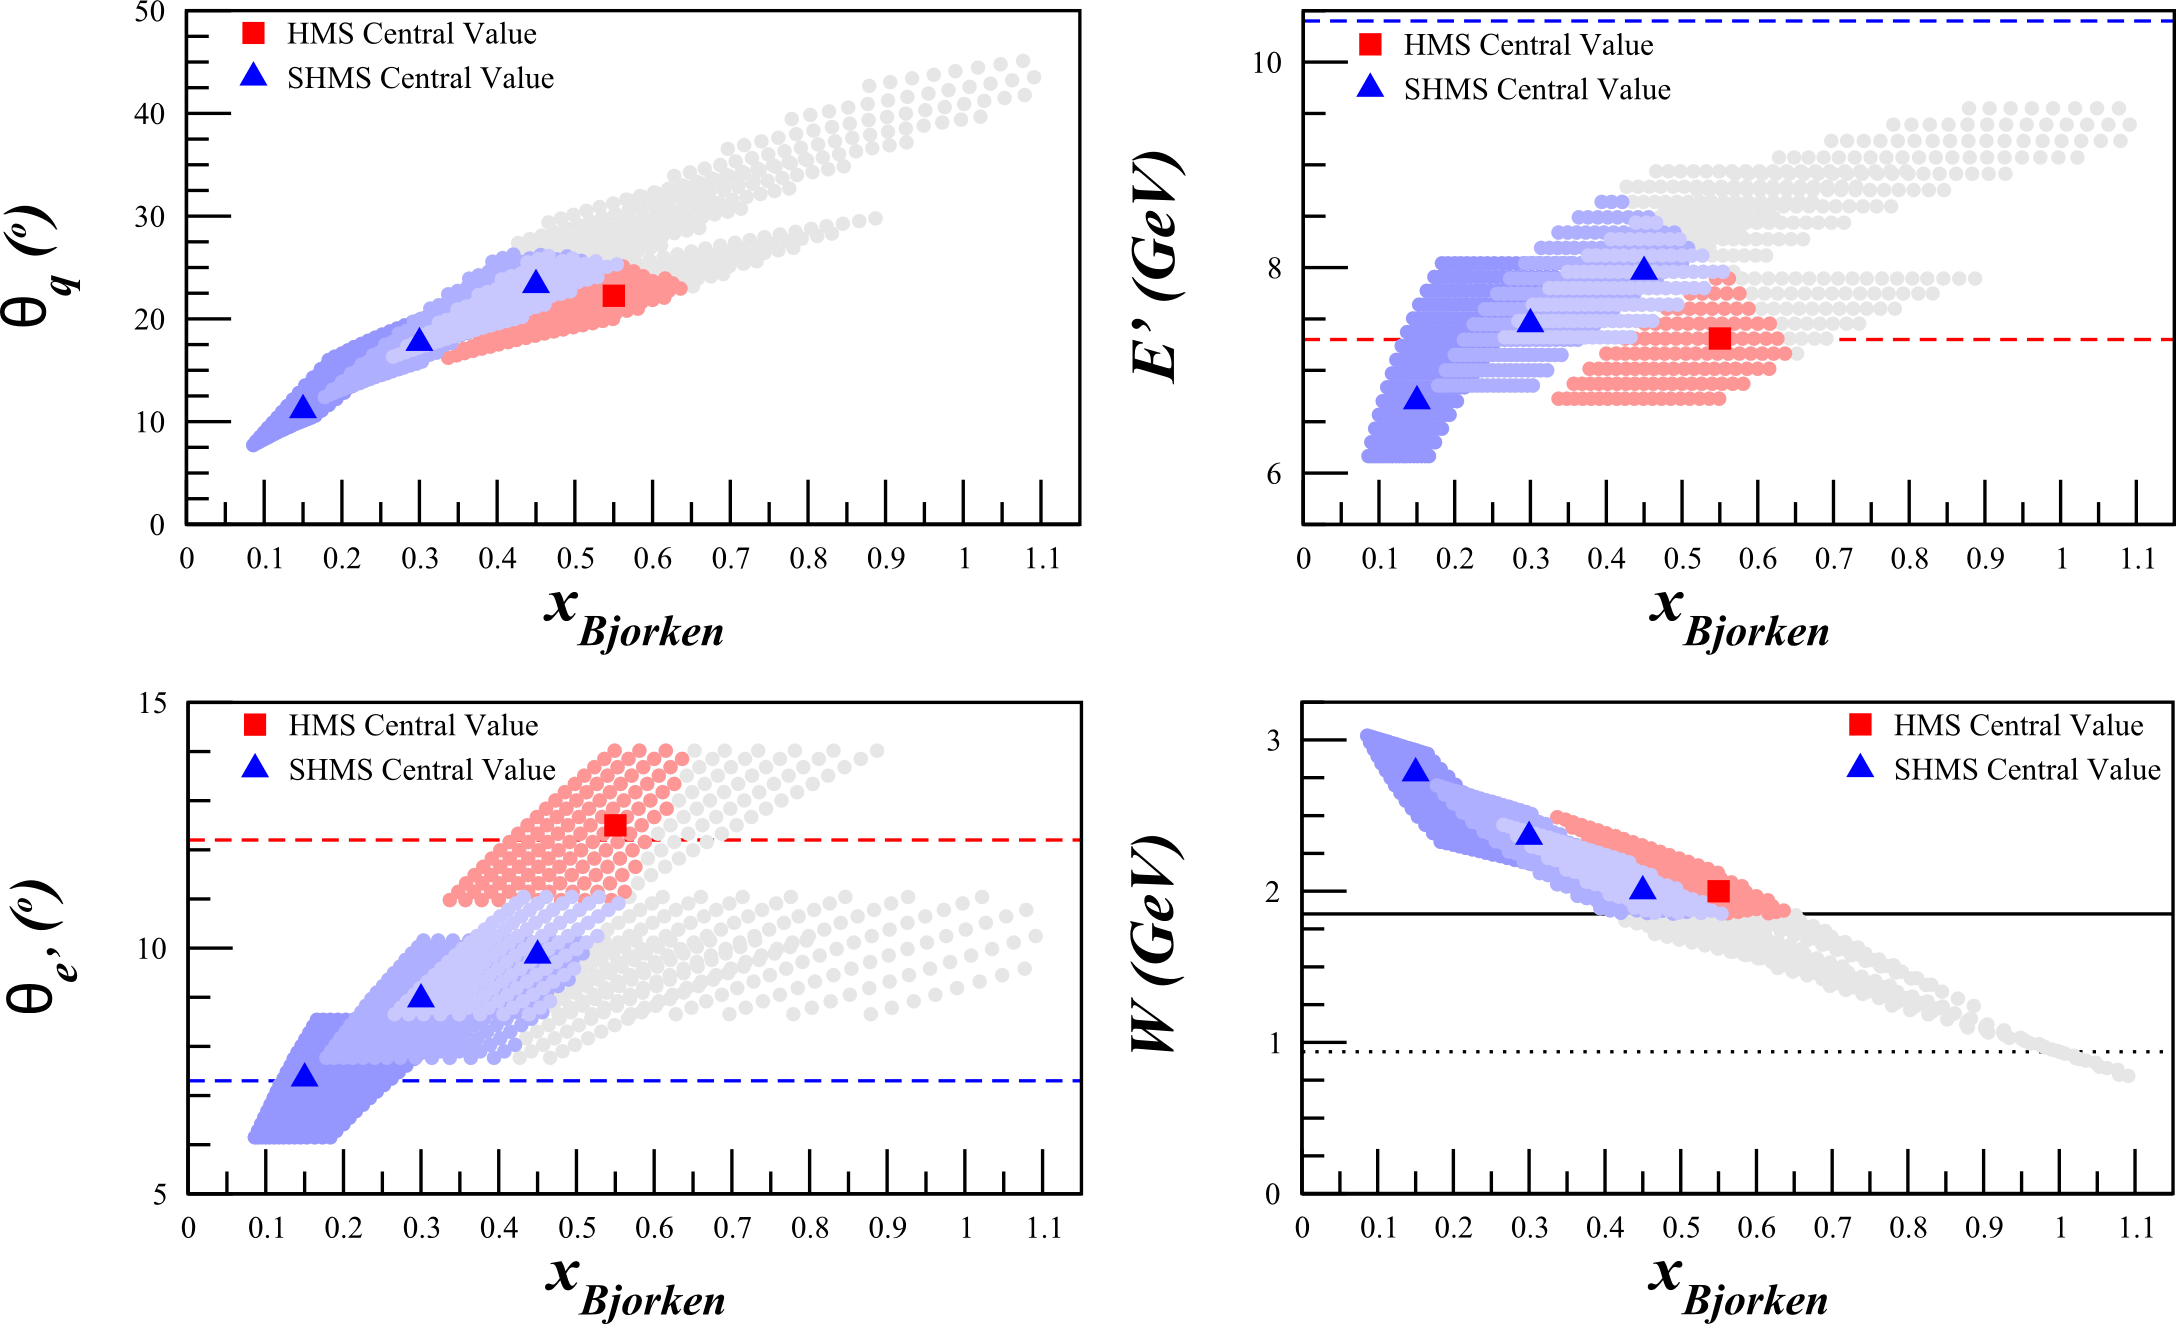 50
40
30
20
10
0
θq (o)
HMS Central Value
SHMS Central Value
0 0.1 0.2 0.3 0.4 0.5 0.6 0.7 0.8 0.9 1 1.1
xBjorken
10
8
6
E’ (GeV)
HMS Central Value
SHMS Central Value
0 0.1 0.2 0.3 0.4 0.5 0.6 0.7 0.8 0.9 1 1.1
xBjorken
15
10
5
θe’, (o)
HMS Central Value
SHMS Central Value
0 0.1 0.2 0.3 0.4 0.5 0.6 0.7 0.8 0.9 1 1.1
xBjorken
3
2
1
0
W (GeV)
HMS Central Value
SHMS Central Value
0 0.1 0.2 0.3 0.4 0.5 0.6 0.7 0.8 0.9 1 1.1
xBjorken